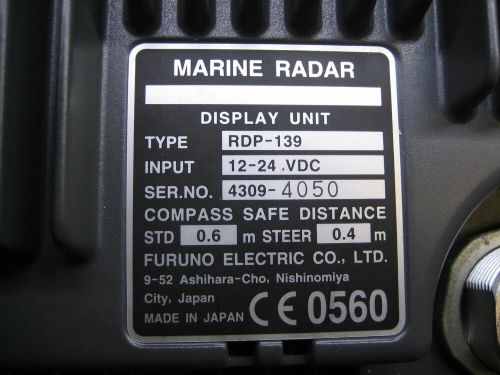 MARINE RADAR
DISPLAY UNIT
TYPE RDP-139
INPUT 12-24 .VDC
SER.NO. 4309-4050
COMPASS SAFE DISTANCE
STD 0.6 m STEER 0.4 m
FURUNO ELECTRIC CO., LTD.
9-52 Ashihara-Cho, Nishinomiya
City, Japan
MADE IN JAPAN CE 0560